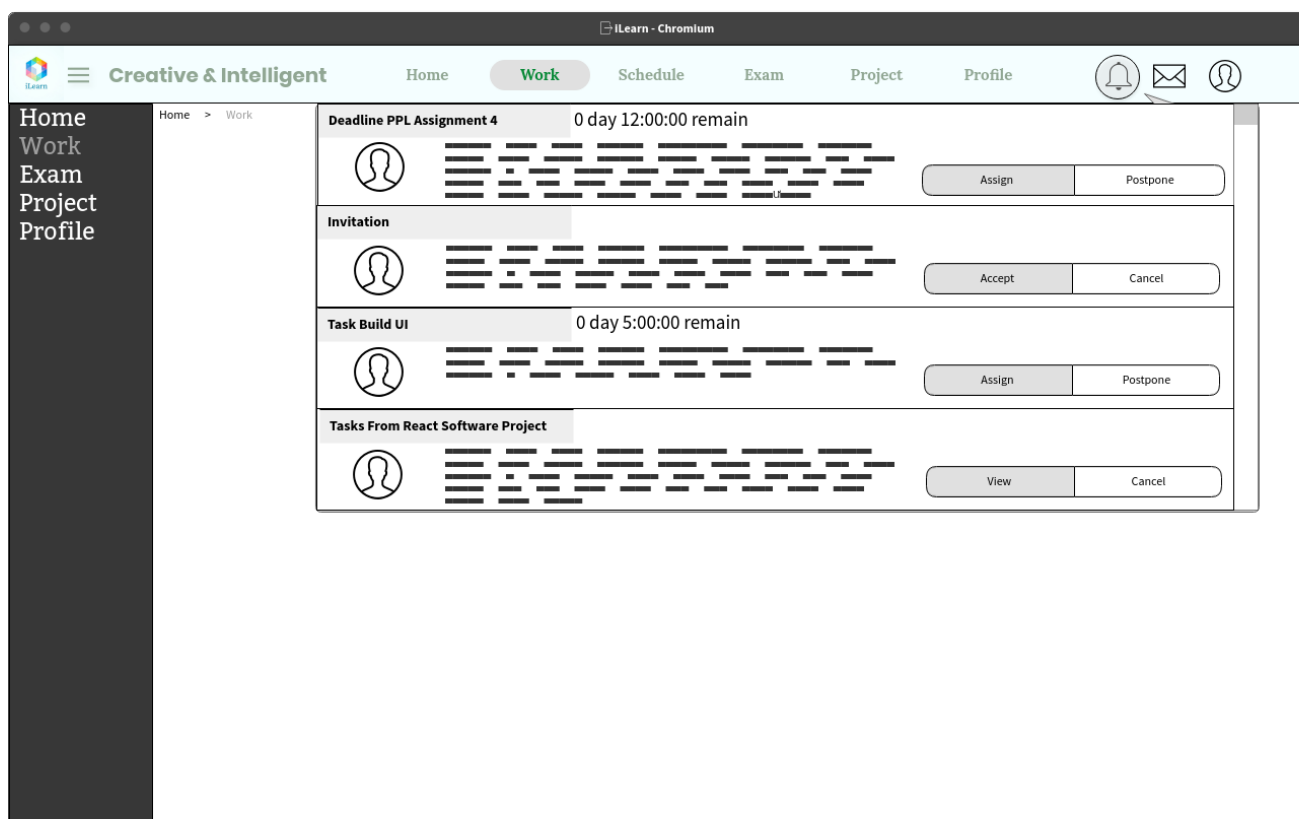 iLearn - Chromium
iLearn
Creative & Intelligent
Home
Work
Schedule
Exam
Project
Profile
Home
Work
Exam
Project
Profile
Home > Work
Deadline PPL Assignment 4
0 day 12:00:00 remain
UI
Assign
Postpone
Invitation
Accept
Cancel
Task Build UI
0 day 5:00:00 remain
Assign
Postpone
Tasks From React Software Project
View
Cancel